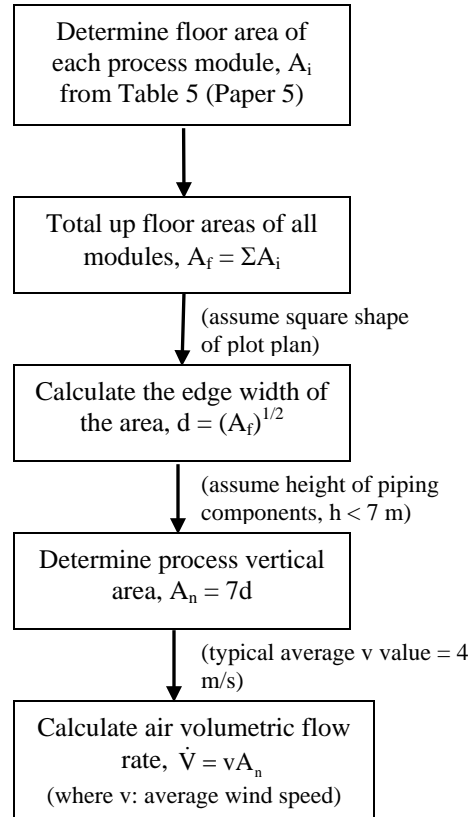 Determine floor area of
each process module, Aᵢ
from Table 5 (Paper 5)
Total up floor areas of all
modules, A_f = ΣAᵢ
(assume square shape
of plot plan)
Calculate the edge width of
the area, d = (A_f)^1/2
(assume height of piping
components, h < 7 m)
Determine process vertical
area, Aₙ = 7d
(typical average v value = 4
m/s)
Calculate air volumetric flow
rate, V̇ = vAₙ
(where v: average wind speed)